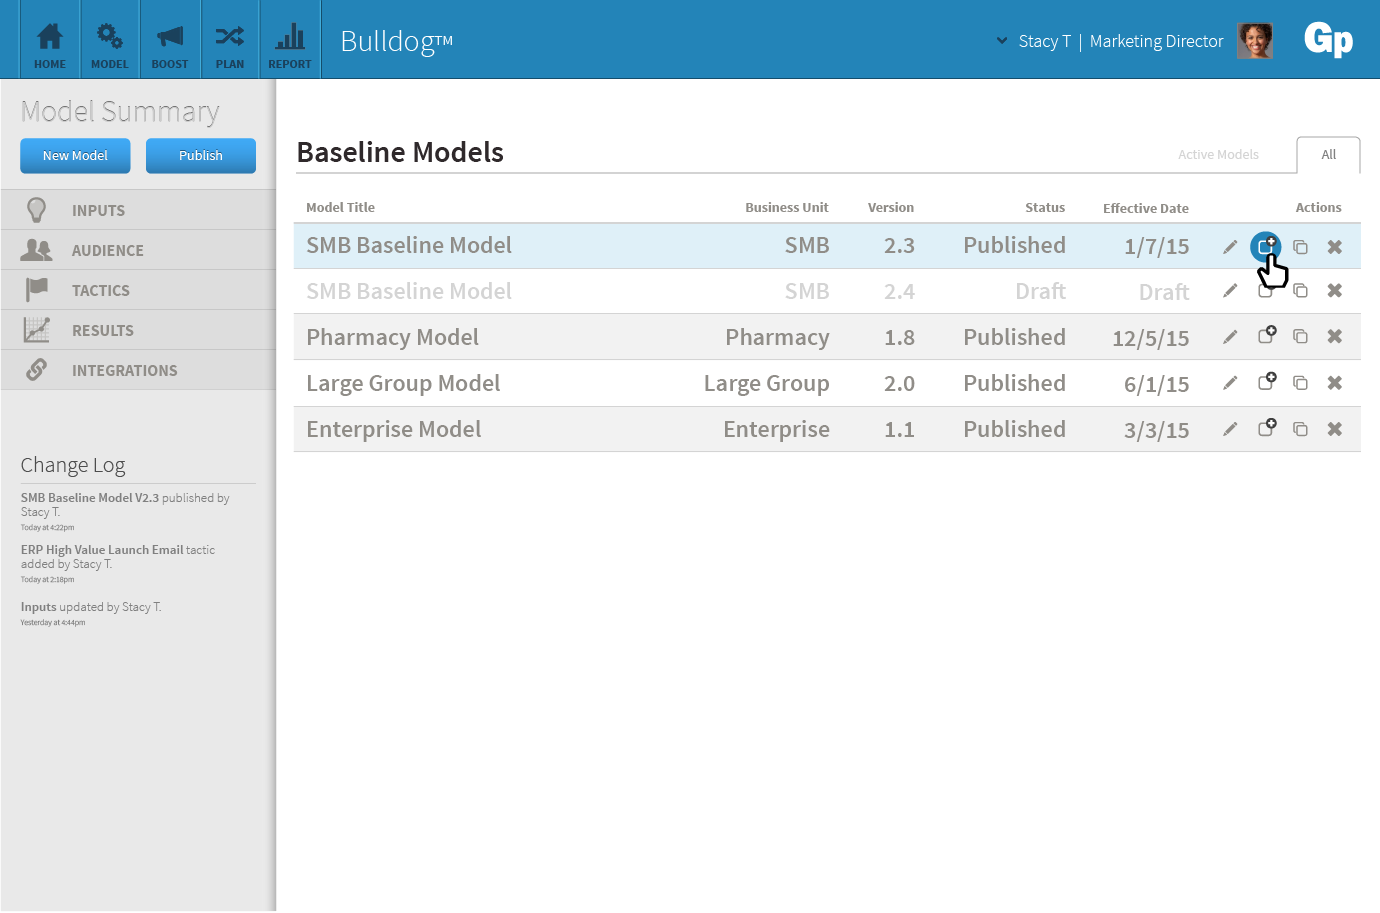 HOME MODEL BOOST PLAN REPORT
Bulldog™
Stacy T | Marketing Director
Gp
Model Summary
New Model Publish
INPUTS
AUDIENCE
TACTICS
RESULTS
INTEGRATIONS
Change Log
SMB Baseline Model V2.3 published by
Stacy T.
Today at 4:22pm
ERP High Value Launch Email tactic
added by Stacy T.
Today at 2:18pm
Inputs updated by Stacy T.
Yesterday at 4:44pm
Baseline Models
Active Models All
Model Title Business Unit Version Status Effective Date Actions
SMB Baseline Model SMB 2.3 Published 1/7/15
SMB Baseline Model SMB 2.4 Draft Draft
Pharmacy Model Pharmacy 1.8 Published 12/5/15
Large Group Model Large Group 2.0 Published 6/1/15
Enterprise Model Enterprise 1.1 Published 3/3/15